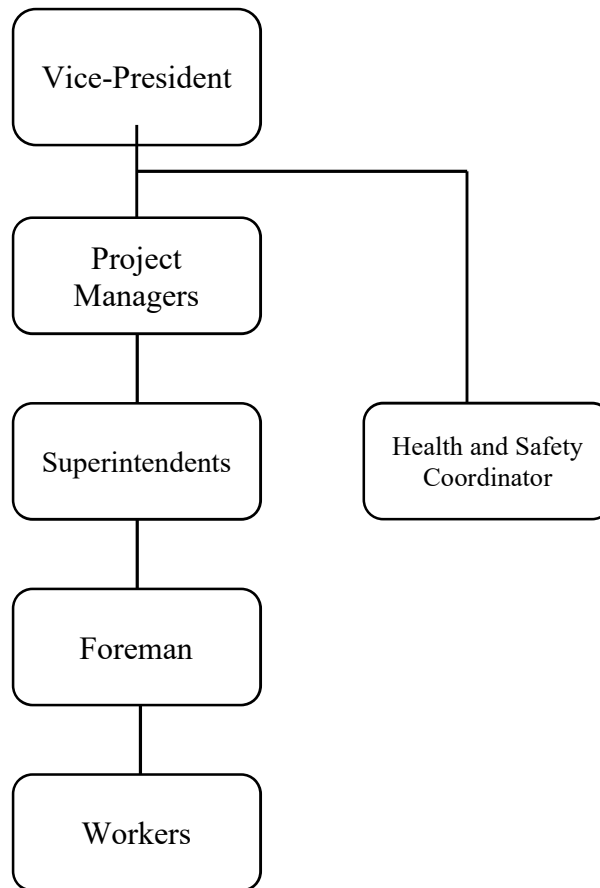 Vice-President
Project
Managers
Superintendents
Health and Safety
Coordinator
Foreman
Workers